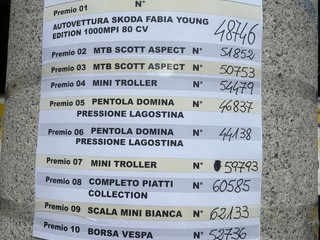 Premio 01 N°
AUTOVETTURA SKODA FABIA YOUNG
EDITION 1000MPI 80 CV 48746
Premio 02 MTB SCOTT ASPECT N° 51852
Premio 03 MTB SCOTT ASPECT N° 50753
Premio 04 MINI TROLLER N° 54479
Premio 05 PENTOLA DOMINA N° 46837
PRESSIONE LAGOSTINA
Premio 06 PENTOLA DOMINA N° 44138
PRESSIONE LAGOSTINA
Premio 07 MINI TROLLER N° 59793
Premio 08 COMPLETO PIATTI N° 60585
COLLECTION
Premio 09 SCALA MINI BIANCA N° 62133
Premio 10 BORSA VESPA N° 52736